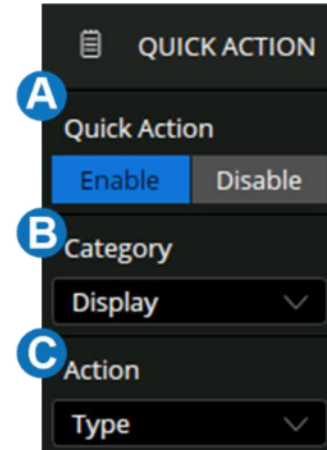 QUICK ACTION
A
Quick Action
Enable Disable
B
Category
Display
C
Action
Type